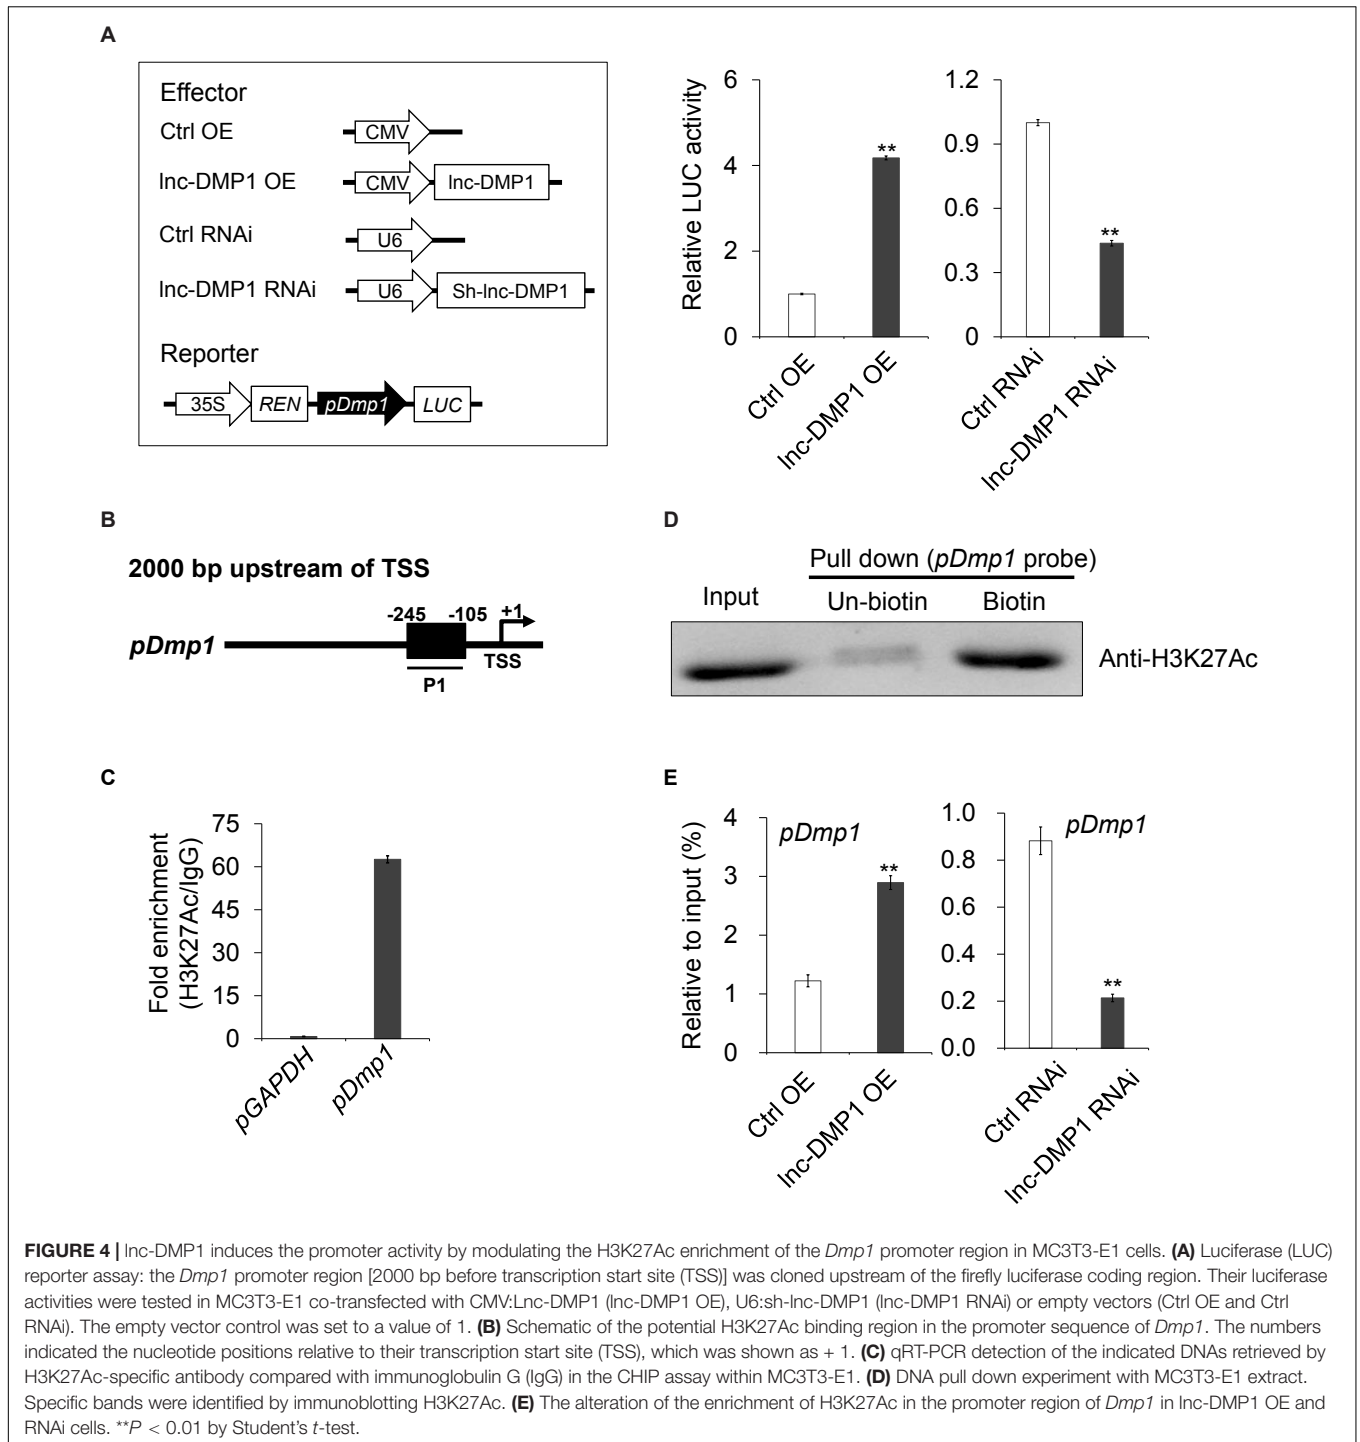 A
Effector
Ctrl OE
CMV
lnc-DMP1 OE
CMV
lnc-DMP1
Ctrl RNAi
U6
lnc-DMP1 RNAi
U6
Sh-lnc-DMP1
Reporter
35S
REN
pDmp1
LUC
Relative LUC activity
6
4
2
0
**
Ctrl OE
lnc-DMP1 OE
1.2
0.9
0.6
0.3
0
**
Ctrl RNAi
lnc-DMP1 RNAi
B
2000 bp upstream of TSS
-245
-105
+1
pDmp1
TSS
P1
D
Pull down (pDmp1 probe)
Input
Un-biotin
Biotin
Anti-H3K27Ac
C
Fold enrichment
(H3K27Ac/IgG)
75
60
45
30
15
0
pGAPDH
pDmp1
E
Relative to input (%)
4
3
2
1
0
pDmp1
**
Ctrl OE
lnc-DMP1 OE
1.0
0.8
0.6
0.4
0.2
0.0
pDmp1
**
Ctrl RNAi
lnc-DMP1 RNAi
FIGURE 4 | lnc-DMP1 induces the promoter activity by modulating the H3K27Ac enrichment of the Dmp1 promoter region in MC3T3-E1 cells. (A) Luciferase (LUC)
reporter assay: the Dmp1 promoter region [2000 bp before transcription start site (TSS)] was cloned upstream of the firefly luciferase coding region. Their luciferase
activities were tested in MC3T3-E1 co-transfected with CMV:Lnc-DMP1 (lnc-DMP1 OE), U6:sh-lnc-DMP1 (lnc-DMP1 RNAi) or empty vectors (Ctrl OE and Ctrl
RNAi). The empty vector control was set to a value of 1. (B) Schematic of the potential H3K27Ac binding region in the promoter sequence of Dmp1. The numbers
indicated the nucleotide positions relative to their transcription start site (TSS), which was shown as + 1. (C) qRT-PCR detection of the indicated DNAs retrieved by
H3K27Ac-specific antibody compared with immunoglobulin G (IgG) in the CHIP assay within MC3T3-E1. (D) DNA pull down experiment with MC3T3-E1 extract.
Specific bands were identified by immunoblotting H3K27Ac. (E) The alteration of the enrichment of H3K27Ac in the promoter region of Dmp1 in lnc-DMP1 OE and
RNAi cells. **P < 0.01 by Student's t-test.